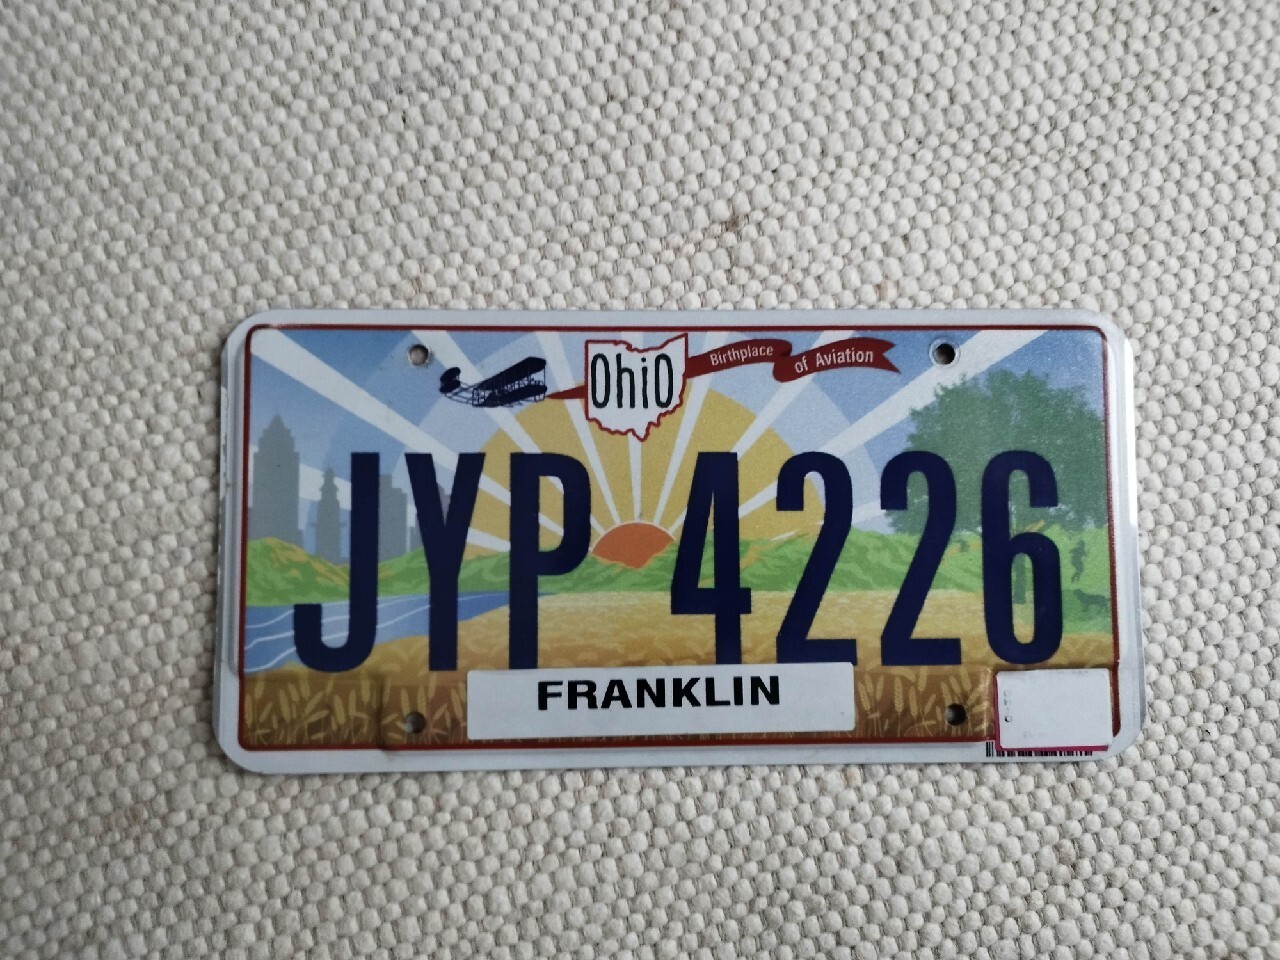 Ohio Birthplace of Aviation
JYP 4226
FRANKLIN